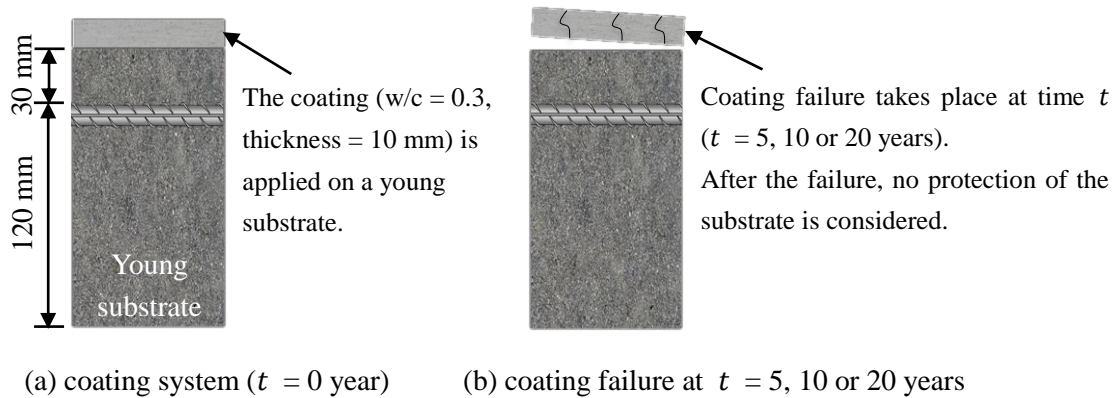 30 mm
120 mm
The coating (w/c = 0.3,
thickness = 10 mm) is
applied on a young
substrate.
Young
substrate
Coating failure takes place at time t
(t = 5, 10 or 20 years).
After the failure, no protection of the
substrate is considered.
(a) coating system (t = 0 year)
(b) coating failure at t = 5, 10 or 20 years